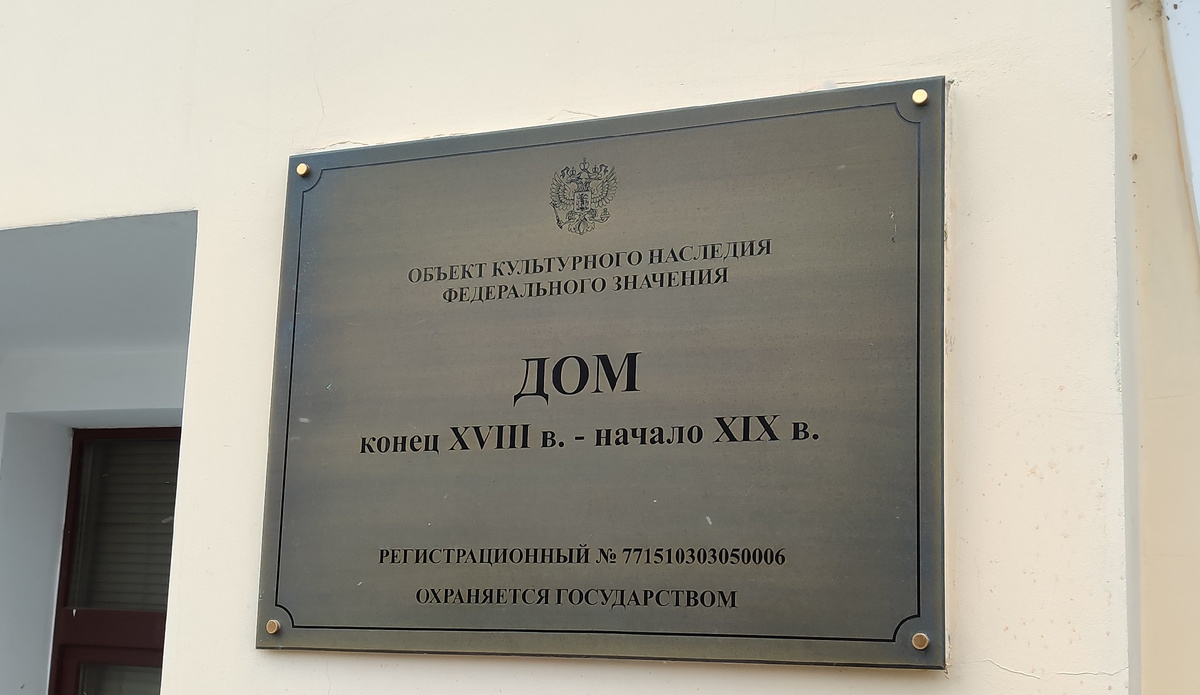 ОБЪЕКТ КУЛЬТУРНОГО НАСЛЕДИЯ
ФЕДЕРАЛЬНОГО ЗНАЧЕНИЯ
ДОМ
конец XVIII в. - начало XIX в.
РЕГИСТРАЦИОННЫЙ № 771510303050006
ОХРАНЯЕТСЯ ГОСУДАРСТВОМ